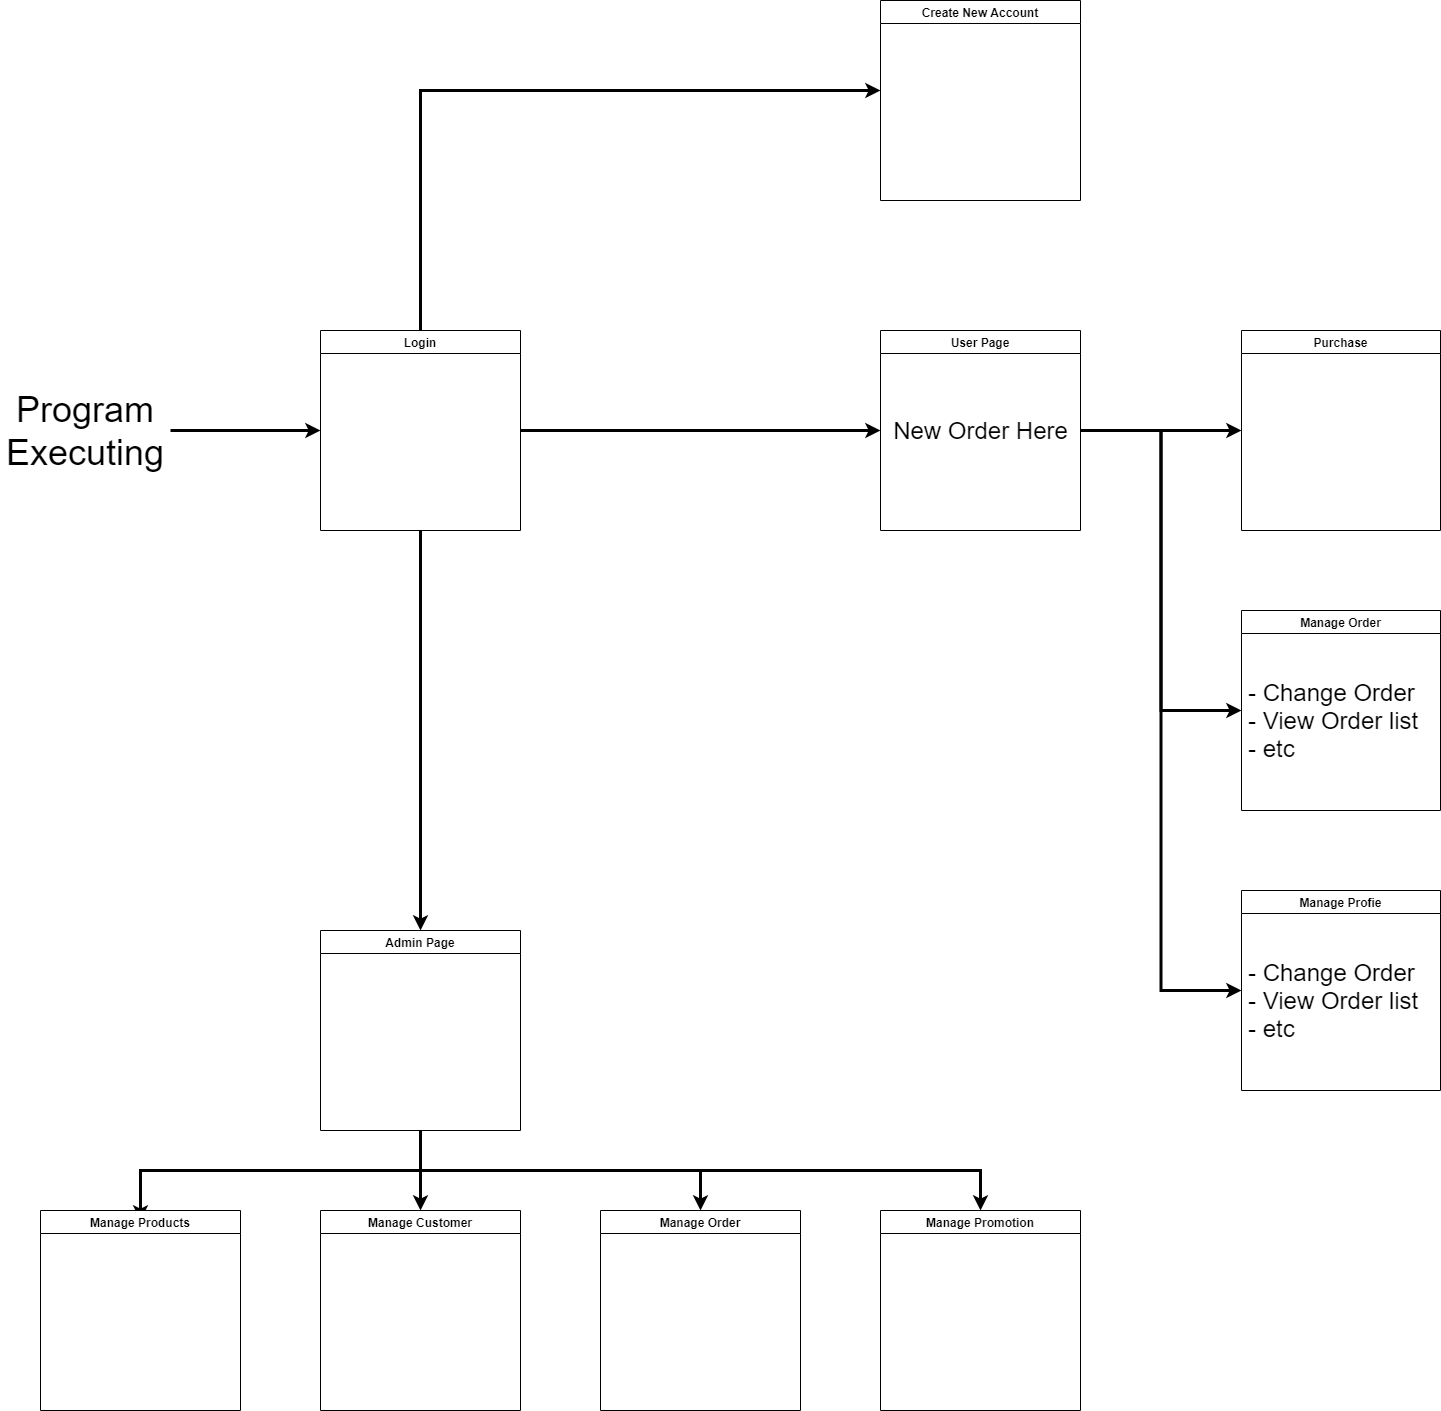 Create New Account
Login
User Page
Purchase
Program
Executing
New Order Here
Manage Order
- Change Order
- View Order list
- etc
Manage Profie
- Change Order
- View Order list
- etc
Admin Page
Manage Products
Manage Customer
Manage Order
Manage Promotion